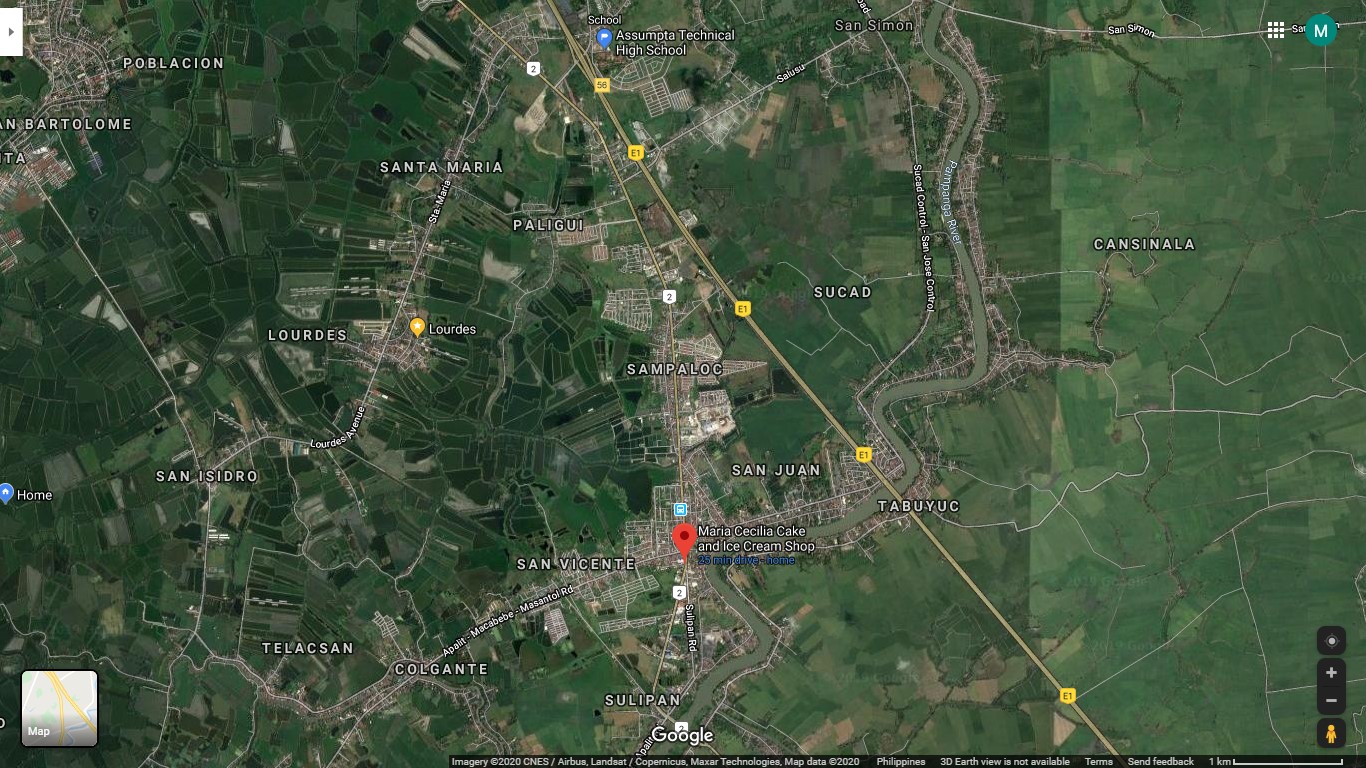 School
Assumpta Technical
High School
San Simon
San Simon
M
POBLACION
2
56
Salusu
AN BARTOLOME
E1
ITA
SANTA MARIA
Sta. Maria
Pampanga River
Sucad Control - San Jose Control
PALIGUI
CANSINALA
2
SUCAD
E1
LOURDES
Lourdes
SAMPALOC
Lourdes Avenue
E1
SAN ISIDRO
SAN JUAN
Home
TABUYUC
Maria Cecilia Cake
and Ice Cream Shop
25 min drive - home
SAN VICENTE
2
Apalit - Macabebe - Masantol Rd
Sulipan Rd
TELACSAN
COLGANTE
E1
SULIPAN
Map
2
Google
Apalit
Imagery ©2020 CNES / Airbus, Landsat / Copernicus, Maxar Technologies, Map data ©2020 Philippines 3D Earth view is not available Terms Send feedback 1 km